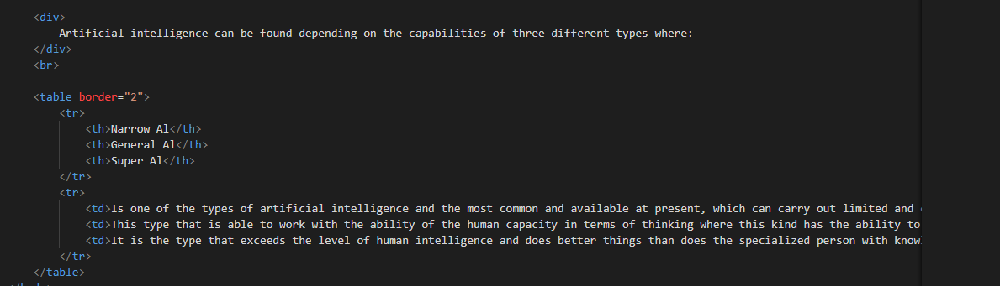 <div>
Artificial intelligence can be found depending on the capabilities of three different types where:
</div>
<br>
<table border="2">
<tr>
<th>Narrow Al</th>
<th>General Al</th>
<th>Super Al</th>
</tr>
<tr>
<td>Is one of the types of artificial intelligence and the most common and available at present, which can carry out limited and
<td>This type that is able to work with the ability of the human capacity in terms of thinking where this kind has the ability to
<td>It is the type that exceeds the level of human intelligence and does better things than does the specialized person with know
</tr>
</table>